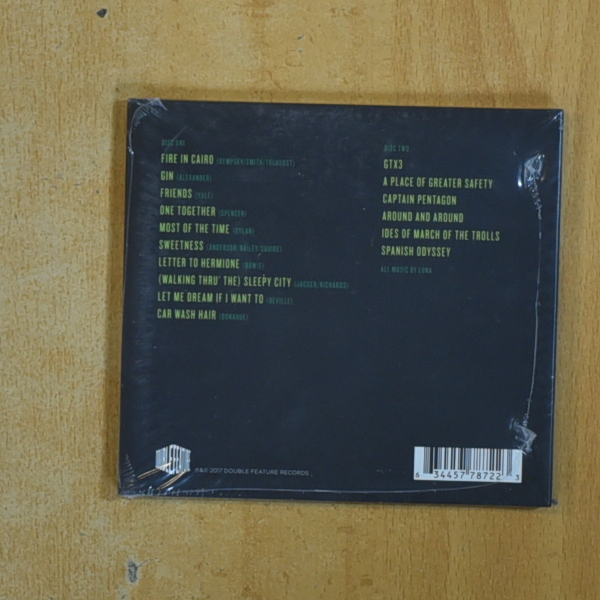 DISC ONE
FIRE IN CAIRO (DEMPSEY/SMITH/TOLHURST)
GIN (ALEXANDER)
FRIENDS (YULE)
ONE TOGETHER (SPENCER)
MOST OF THE TIME (DYLAN)
SWEETNESS (ANDERSON/BAILEY/SQUIRE)
LETTER TO HERMIONE (BOWIE)
(WALKING THRU' THE) SLEEPY CITY (JAGGER/RICHARDS)
LET ME DREAM IF I WANT TO (DEVILLE)
CAR WASH HAIR (DONAHUE)
DISC TWO
GTX3
A PLACE OF GREATER SAFETY
CAPTAIN PENTAGON
AROUND AND AROUND
IDES OF MARCH OF THE TROLLS
SPANISH ODYSSEY
ALL MUSIC BY LUNA
℗&© 2017 DOUBLE FEATURE RECORDS
6 34457 78722 3